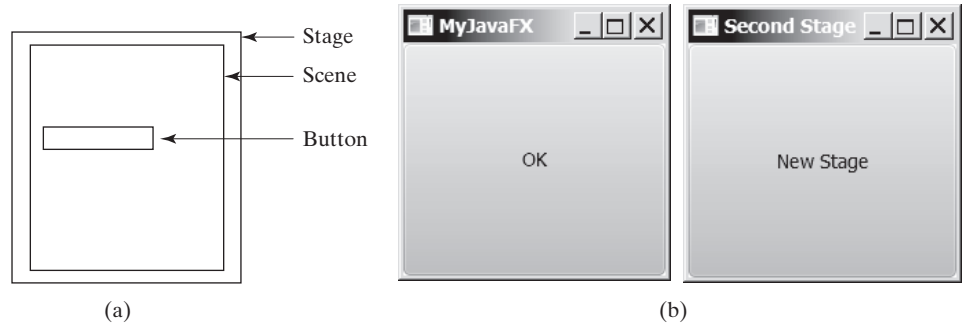 Stage
Scene
Button
(a)
MyJavaFX
OK
Second Stage
New Stage
(b)